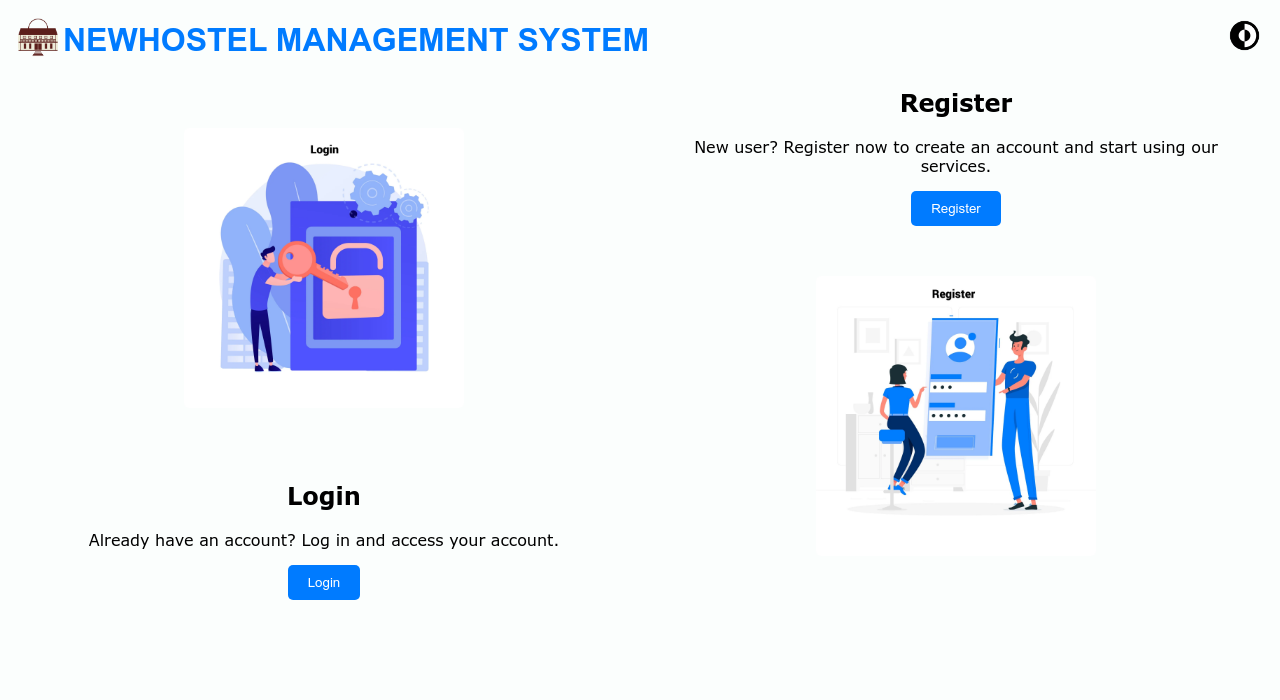 NEWHOSTEL MANAGEMENT SYSTEM
Login
Login
Already have an account? Log in and access your account.
Login
Register
New user? Register now to create an account and start using our
services.
Register
Register